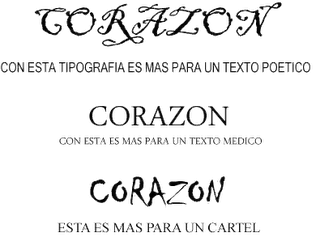 CORAZON
CON ESTA TIPOGRAFIA ES MAS PARA UN TEXTO POETICO
CORAZON
CON ESTA ES MAS PARA UN TEXTO MEDICO
CORAZON
ESTA ES MAS PARA UN CARTEL